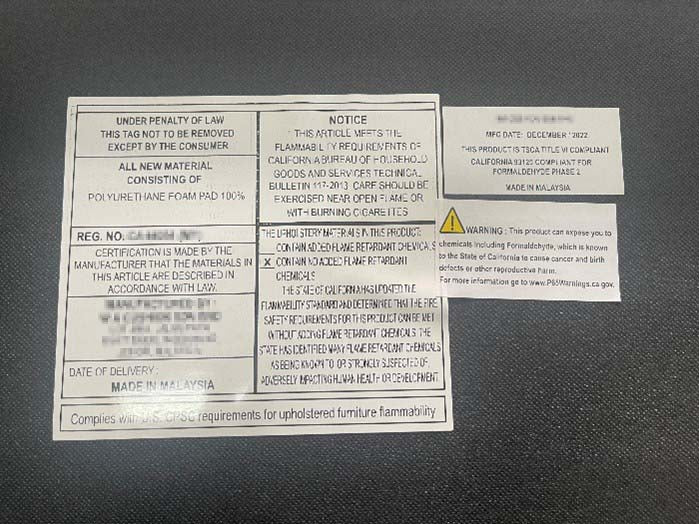 UNDER PENALTY OF LAW
THIS TAG NOT TO BE REMOVED
EXCEPT BY THE CONSUMER
ALL NEW MATERIAL
CONSISTING OF
POLYURETHANE FOAM PAD 100%
REG. NO.
CERTIFICATION IS MADE BY THE
MANUFACTURER THAT THE MATERIALS IN
THIS ARTICLE ARE DESCRIBED IN
ACCORDANCE WITH LAW.
MANUFACTURED BY
DATE OF DELIVERY:
MADE IN MALAYSIA
NOTICE
THIS ARTICLE MEETS THE
FLAMMABILITY REQUIREMENTS OF
CALIFORNIA BUREAU OF HOUSEHOLD
GOODS AND SERVICES TECHNICAL
BULLETIN 117-2013. CARE SHOULD BE
EXERCISED NEAR OPEN FLAME OR
WITH BURNING CIGARETTES
THE UPHOLSTERY MATERIALS IN THIS PRODUCT:
CONTAIN ADDED FLAME RETARDANT CHEMICALS
X CONTAIN NO ADDED FLAME RETARDANT
CHEMICALS
THE STATE OF CALIFORNIA HAS UPDATED THE
FLAMMABILITY STANDARD AND DETERMINED THAT THE FIRE
SAFETY REQUIREMENTS FOR THIS PRODUCT CAN BE MET
WITHOUT ADDING FLAME RETARDANT CHEMICALS. THE
STATE HAS IDENTIFIED MANY FLAME RETARDANT CHEMICALS
AS BEING KNOWN TO, OR STRONGLY SUSPECTED OF,
ADVERSELY IMPACTING HUMAN HEALTH OR DEVELOPMENT.
Complies with U.S. CPSC requirements for upholstered furniture flammability
MFG DATE: DECEMBER '2022
THIS PRODUCT IS TSCA TITLE VI COMPLIANT
CALIFORNIA 93120 COMPLIANT FOR
FORMALDEHYDE PHASE 2
MADE IN MALAYSIA
WARNING : This product can expose you to
chemicals including Formaldehyde, which is known
to the State of California to cause cancer and birth
defects or other reproductive harm.
For more information go to www.P65Warnings.ca.gov.